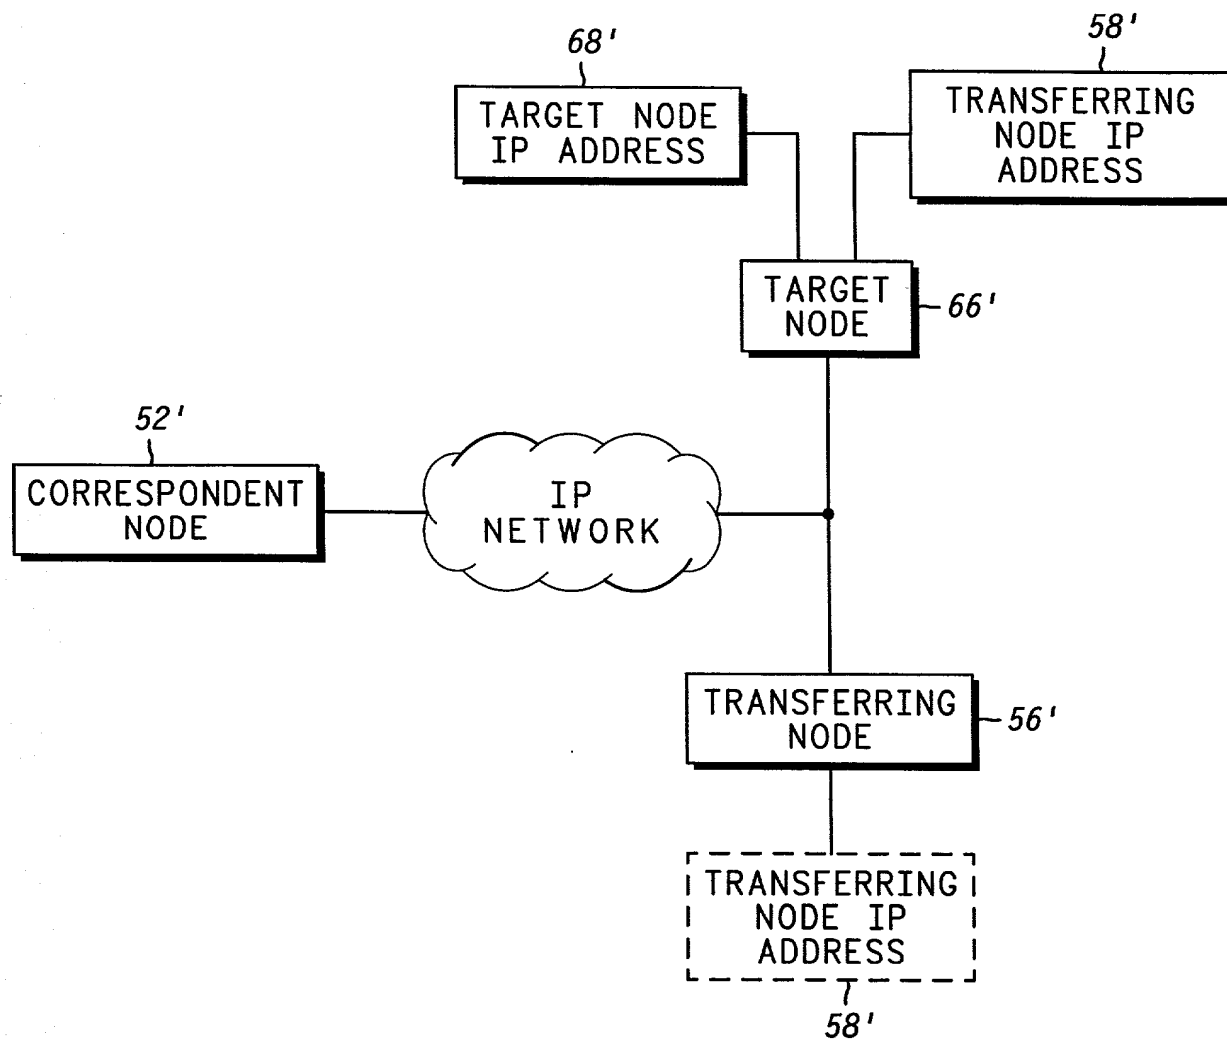 68'
58'
TARGET NODE
IP ADDRESS
TRANSFERRING
NODE IP
ADDRESS
TARGET
NODE
66'
52'
CORRESPONDENT
NODE
IP
NETWORK
TRANSFERRING
NODE
56'
TRANSFERRING
NODE IP
ADDRESS
58'